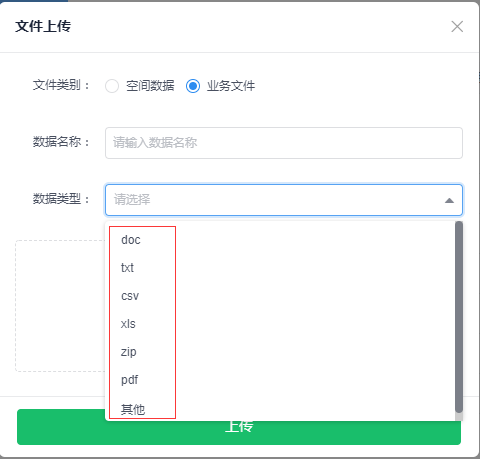 文件上传
文件类别： 空间数据 业务文件
数据名称： 请输入数据名称
数据类型： 请选择
doc
txt
csv
xls
zip
pdf
其他
上传